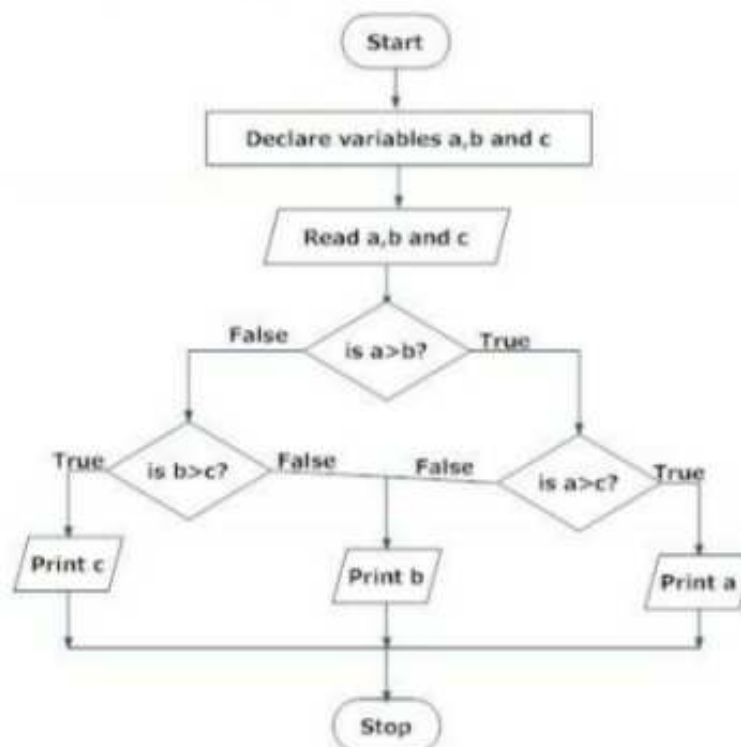 Start
Declare variables a,b and c
Read a,b and c
False
is a>b?
True
True
is b>c?
False
False
is a>c?
True
Print c
Print b
Print a
Stop